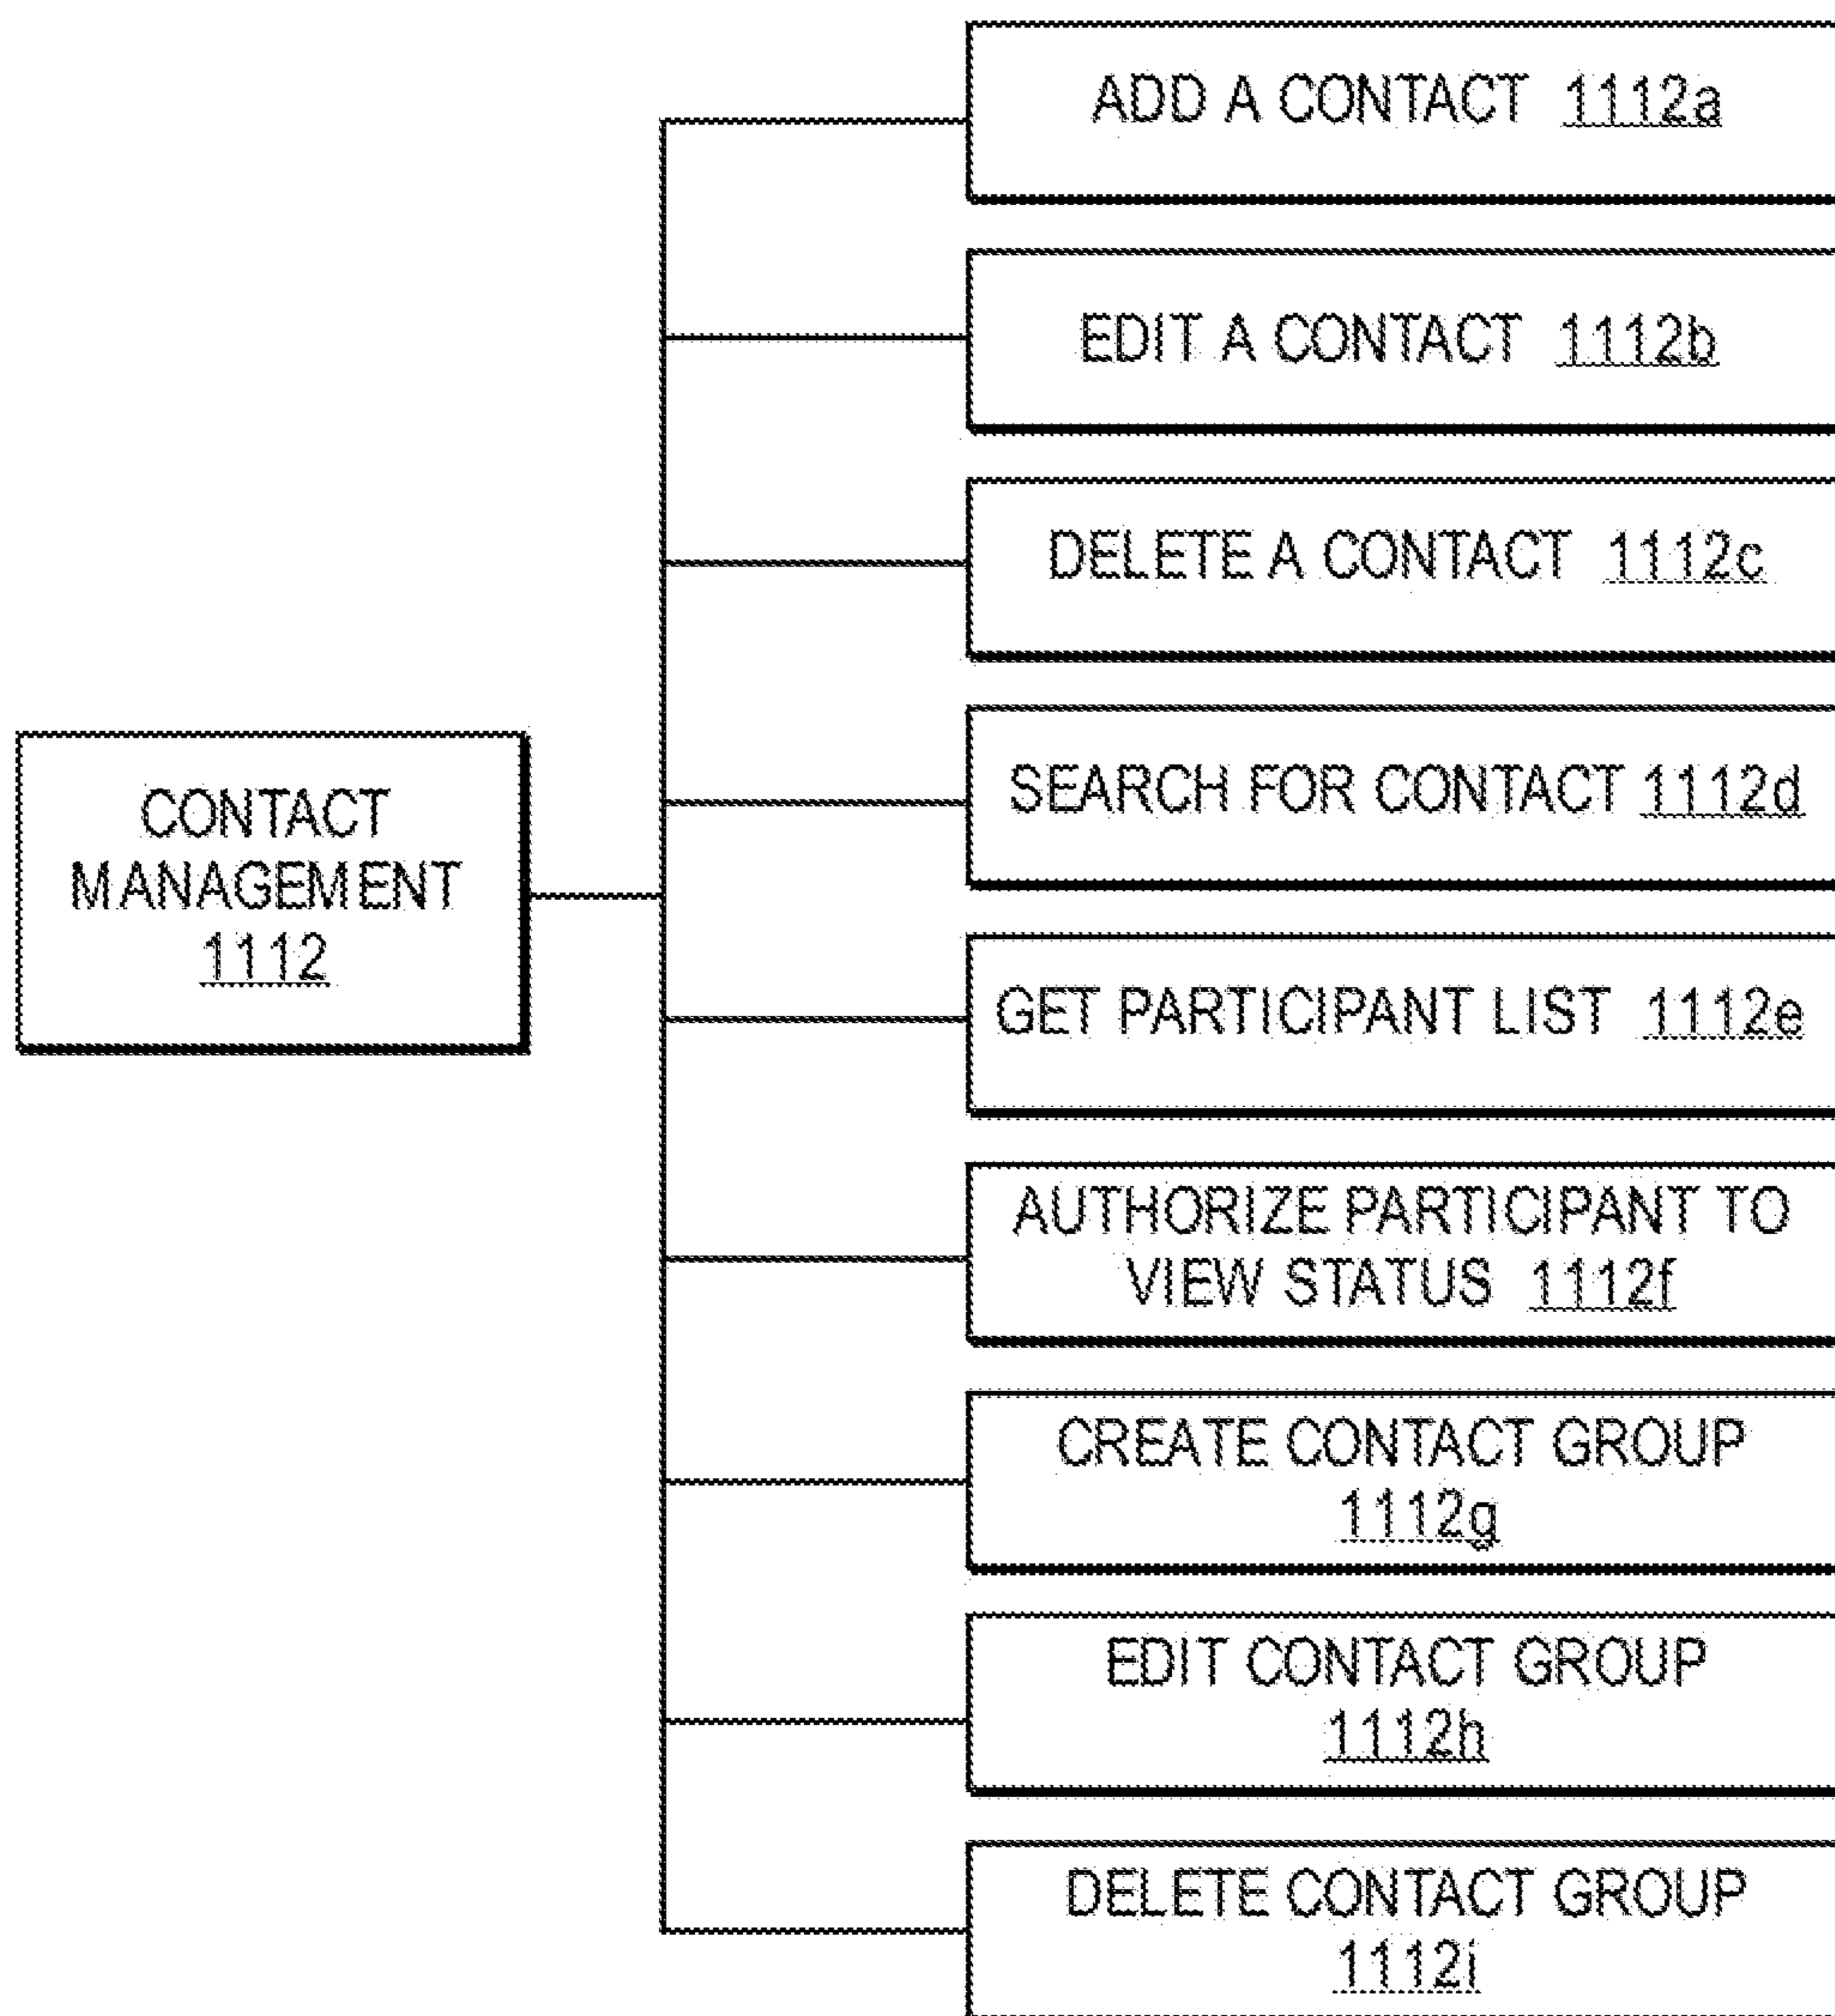 ADD A CONTACT 1112a
EDIT A CONTACT 1112b
DELETE A CONTACT 1112c
SEARCH FOR CONTACT 1112d
CONTACT
MANAGEMENT
1112
GET PARTICIPANT LIST 1112e
AUTHORIZE PARTICIPANT TO
VIEW STATUS 1112f
CREATE CONTACT GROUP
1112g
EDIT CONTACT GROUP
1112h
DELETE CONTACT GROUP
1112i